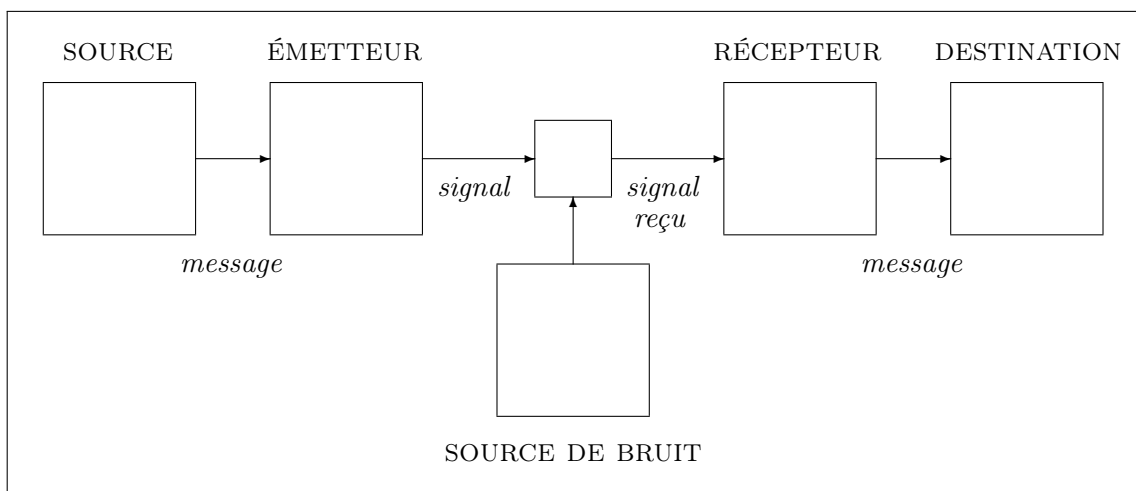 SOURCE
ÉMETTEUR
RÉCEPTEUR
DESTINATION
signal
signal
reçu
message
message
SOURCE DE BRUIT